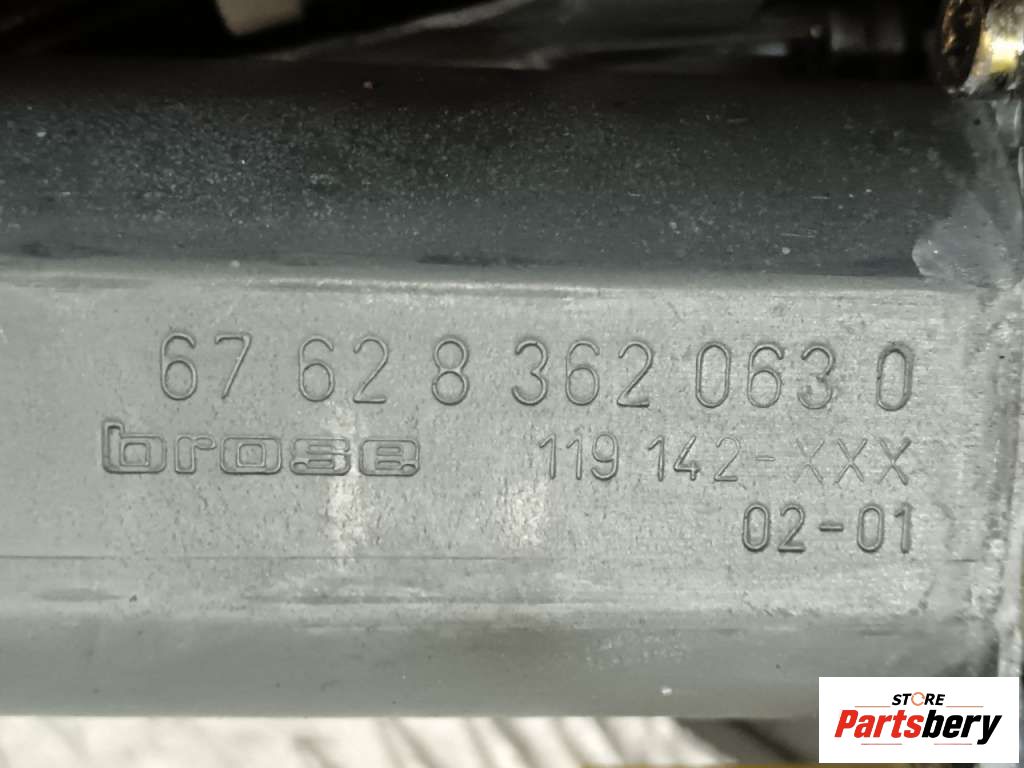 67 62 8 362 063 0
brose 119 142-XXX
02-01
STORE
Partsbery